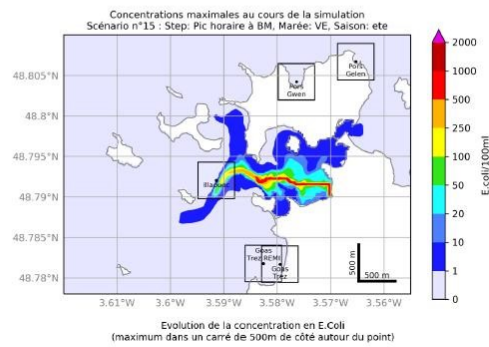 Concentrations maximales au cours de la simulation
Scénario n°15 : Step: Pic horaire à BM, Marée: VE, Saison: ete
48.805°N
48.8°N
48.795°N
48.79°N
48.785°N
48.78°N
3.61°W
3.6°W
3.59°W
3.58°W
3.57°W
3.56°W
Pors
Gelen
Pors
Gwen
Goas
Trez REMI
Goas
Trez
500 m
500 m
2000
1000
500
250
100
50
20
10
1
0
E.coli/100ml
Evolution de la concentration en E.Coli
(maximum dans un carré de 500m de côté autour du point)